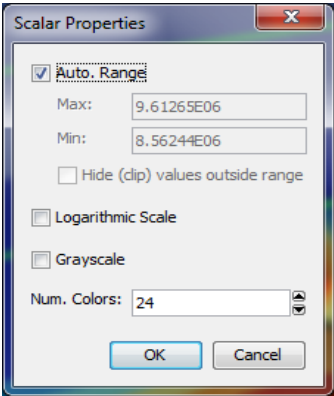 Scalar Properties
Auto. Range
Max: 9.61265E06
Min: 8.56244E06
Hide (clip) values outside range
Logarithmic Scale
Grayscale
Num. Colors: 24
OK Cancel